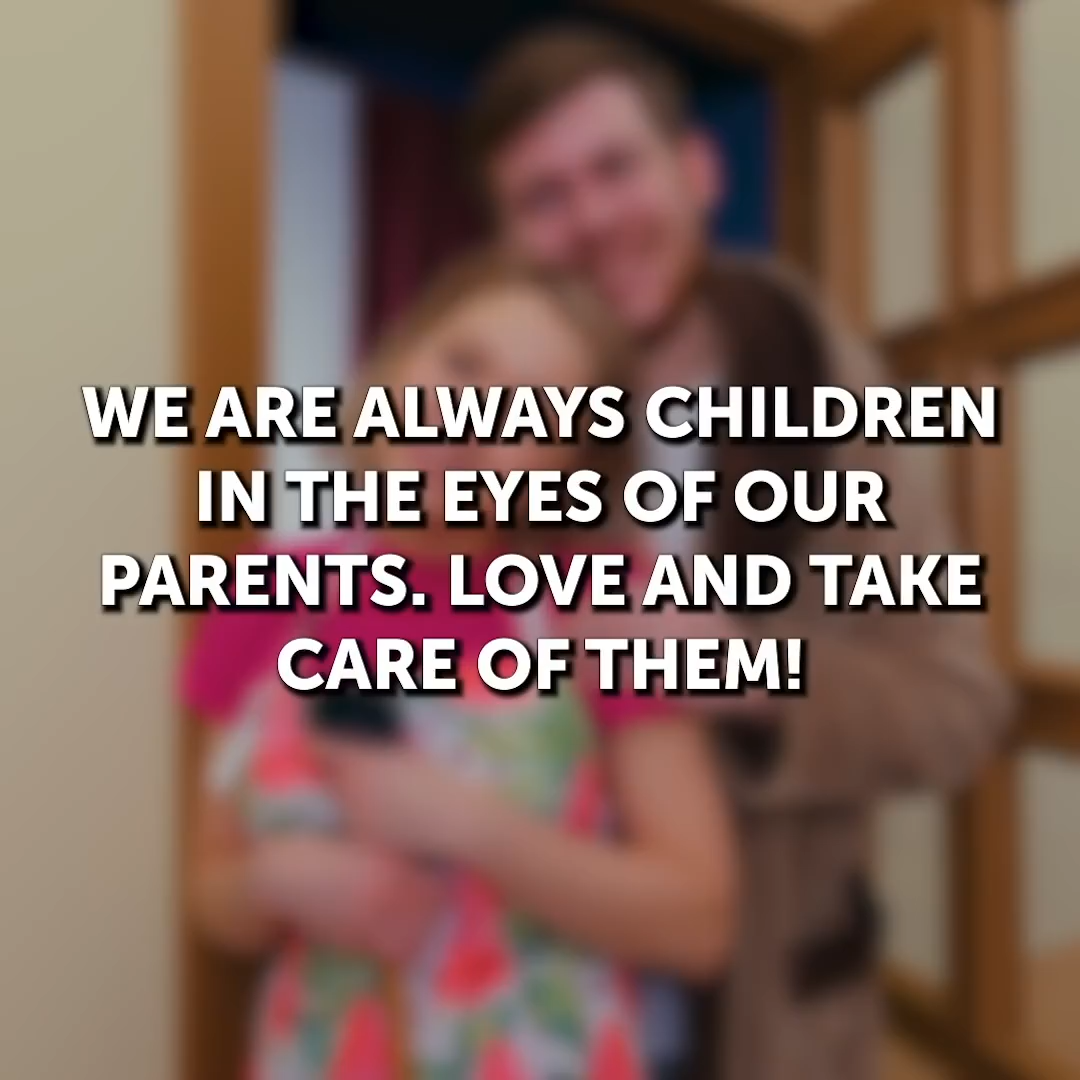 WE ARE ALWAYS CHILDREN
IN THE EYES OF OUR
PARENTS. LOVE AND TAKE
CARE OF THEM!